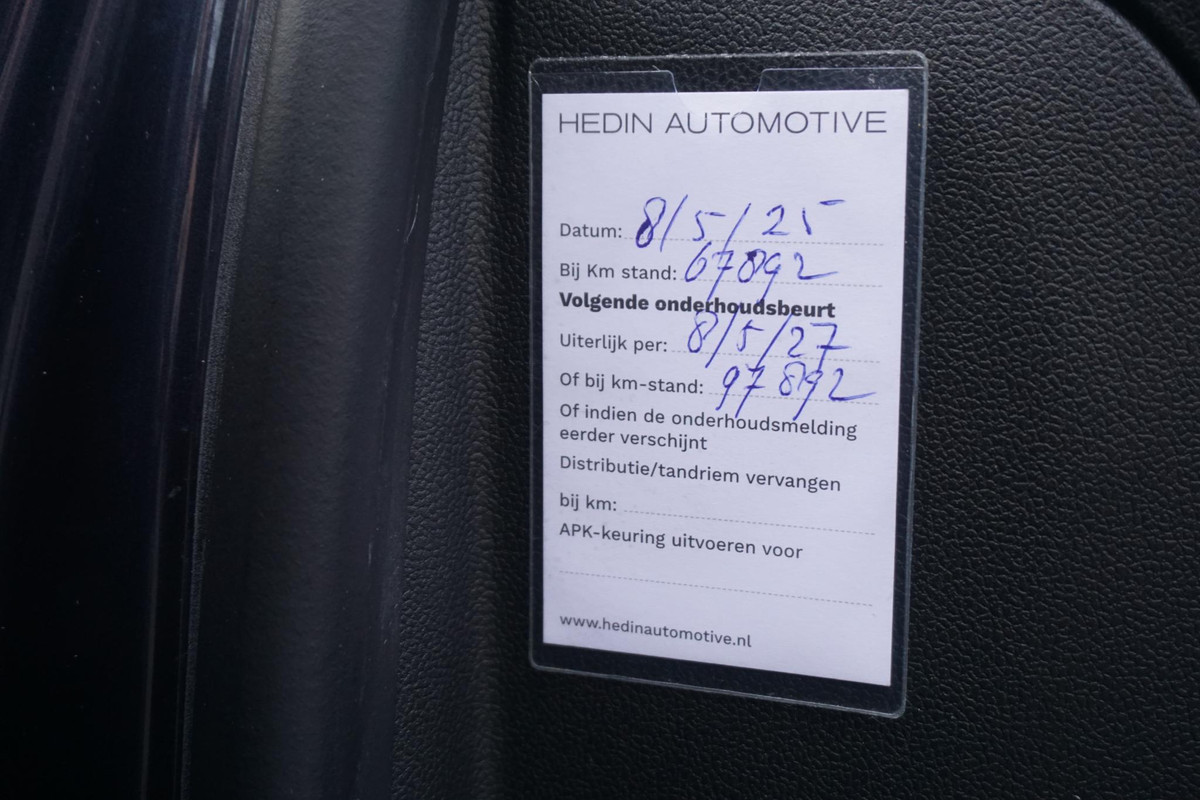 HEDIN AUTOMOTIVE
Datum: 8/5/25
Bij Km stand: 67892
Volgende onderhoudsbeurt
Uiterlijk per: 8/5/27
Of bij km-stand: 97892
Of indien de onderhoudsmelding
eerder verschijnt
Distributie/tandriem vervangen
bij km:
APK-keuring uitvoeren voor
www.hedinautomotive.nl